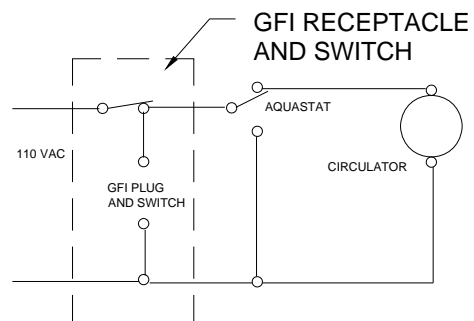 GFI RECEPTACLE
AND SWITCH
AQUASTAT
110 VAC
CIRCULATOR
GFI PLUG
AND SWITCH